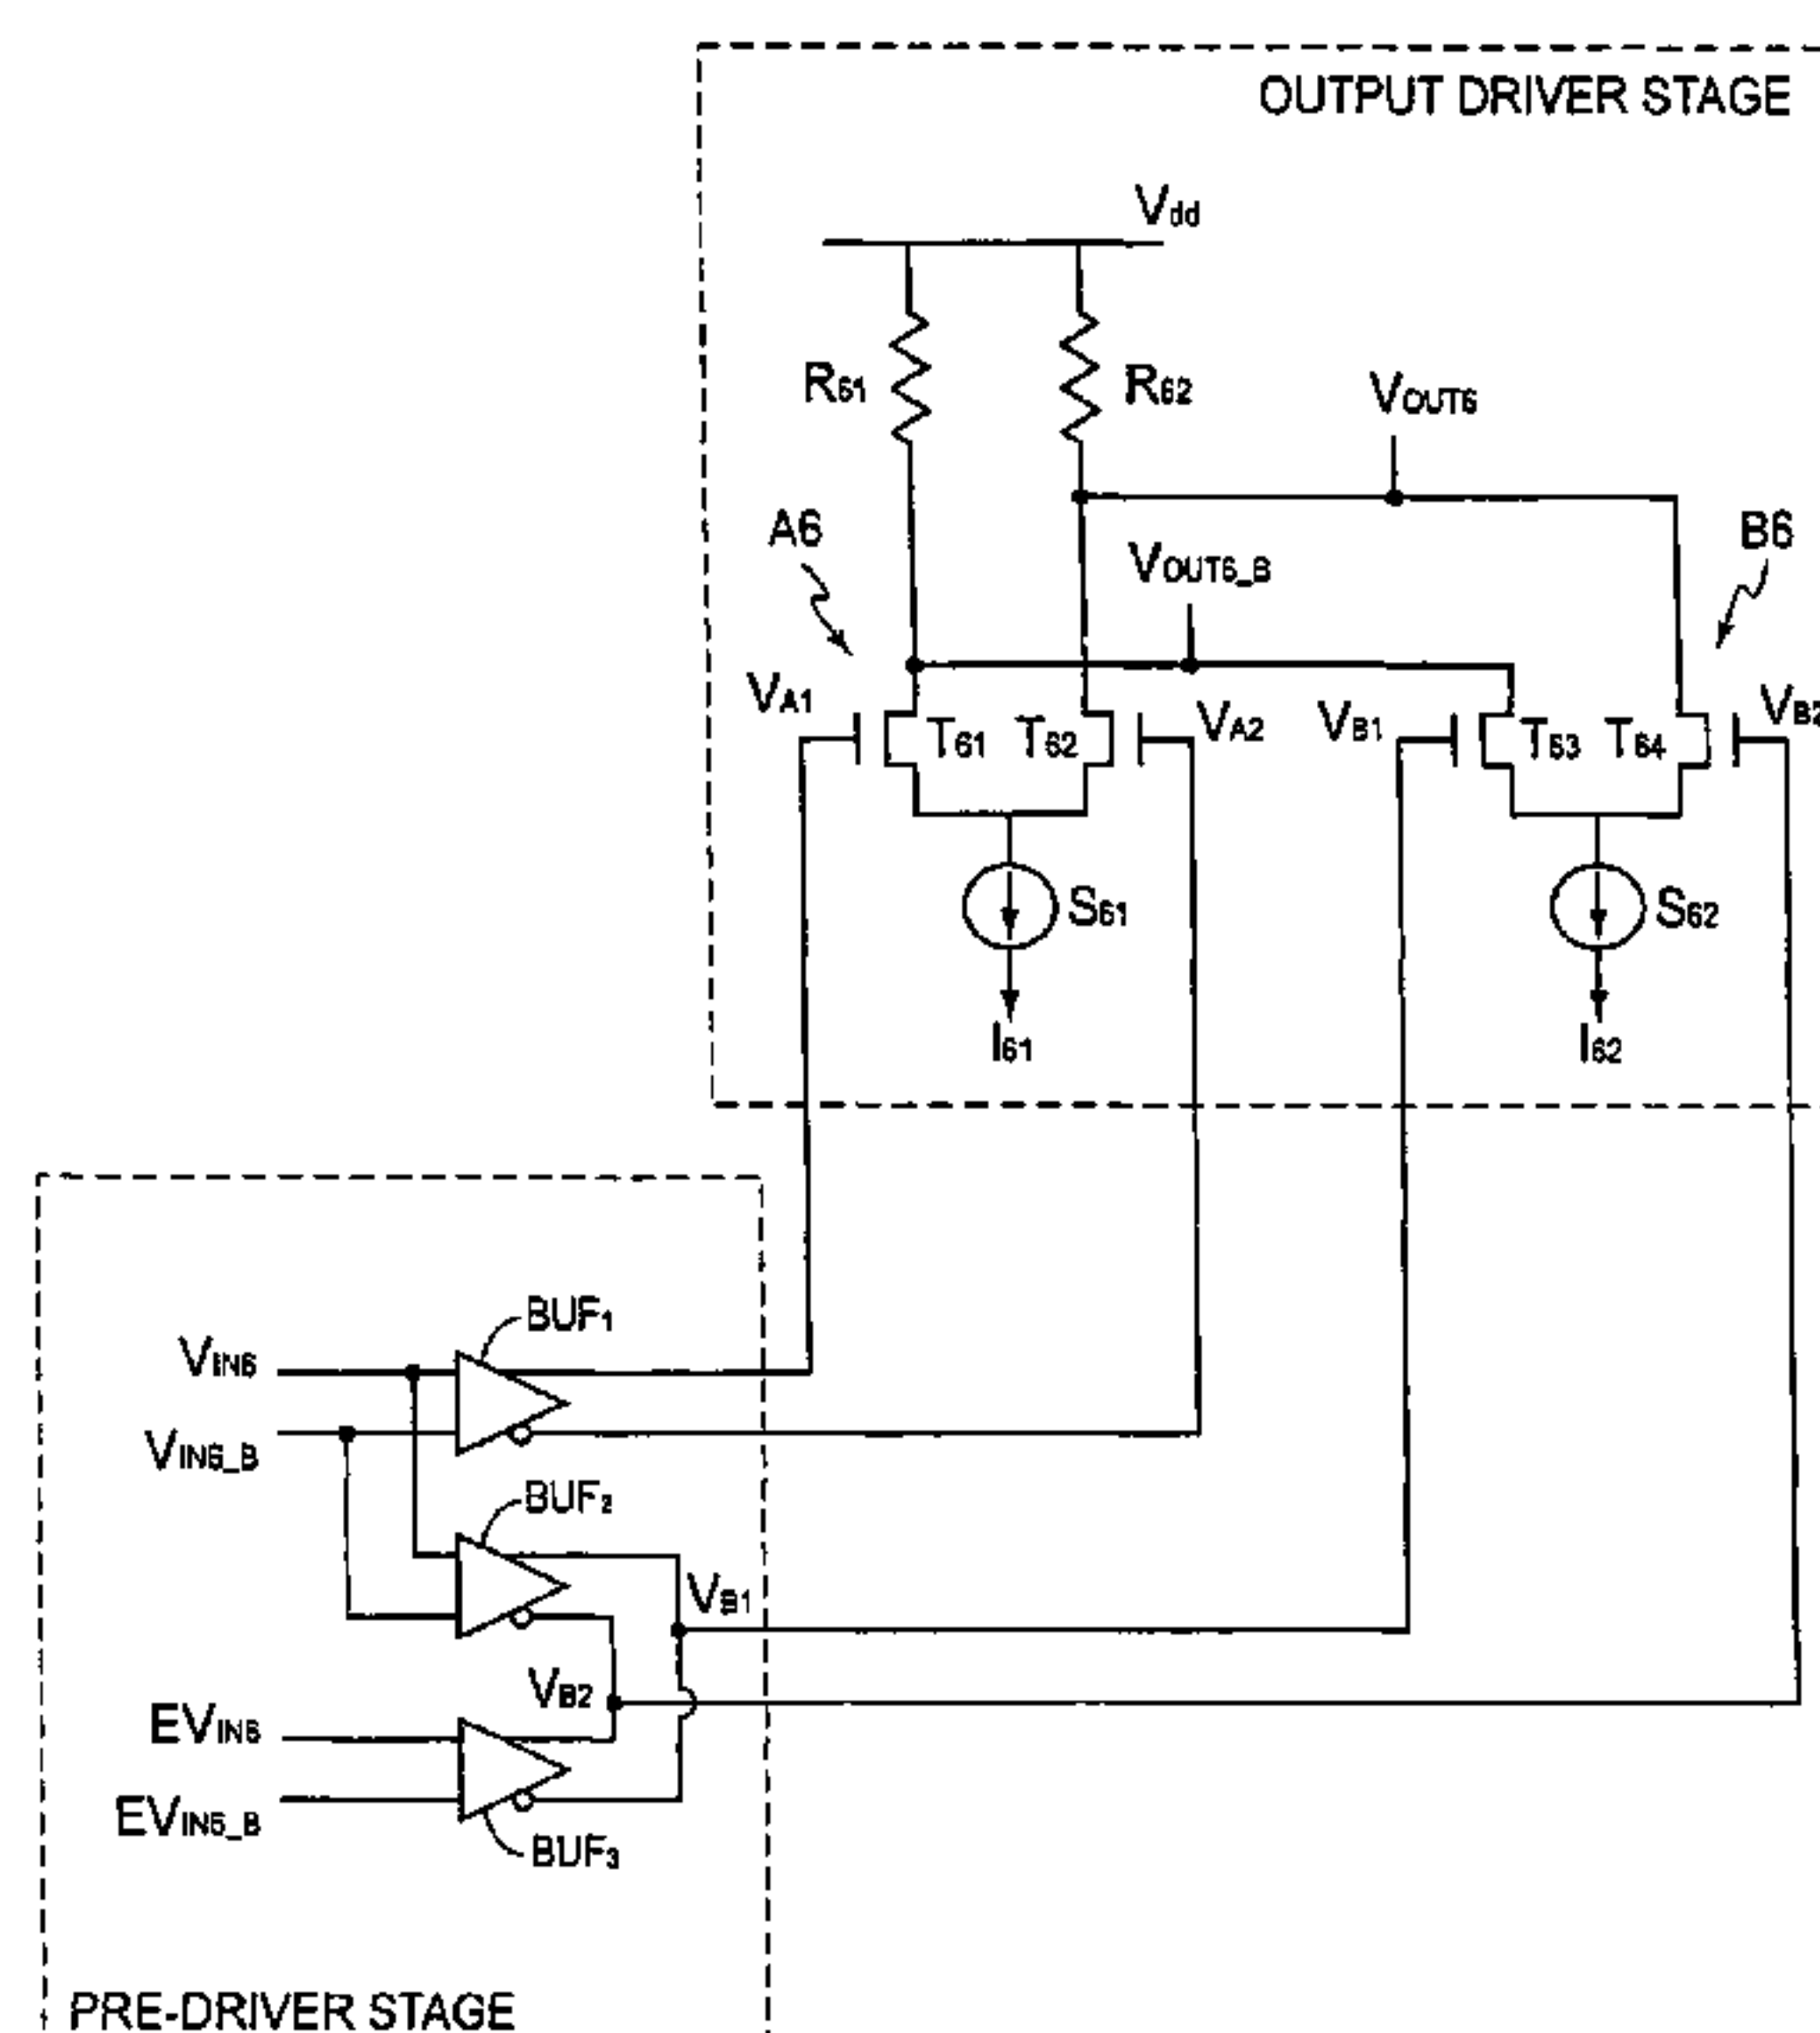 OUTPUT DRIVER STAGE
Vdd
R61
R62
VOUT6
A6
VOUT6_B
B6
VA1
T61
T62
VA2
VB1
T63
T64
VB2
S61
S62
I61
I62
BUF1
VIN6
VIN6_B
BUF2
VB1
VB2
EVIN6
EVIN6_B
BUF3
PRE-DRIVER STAGE